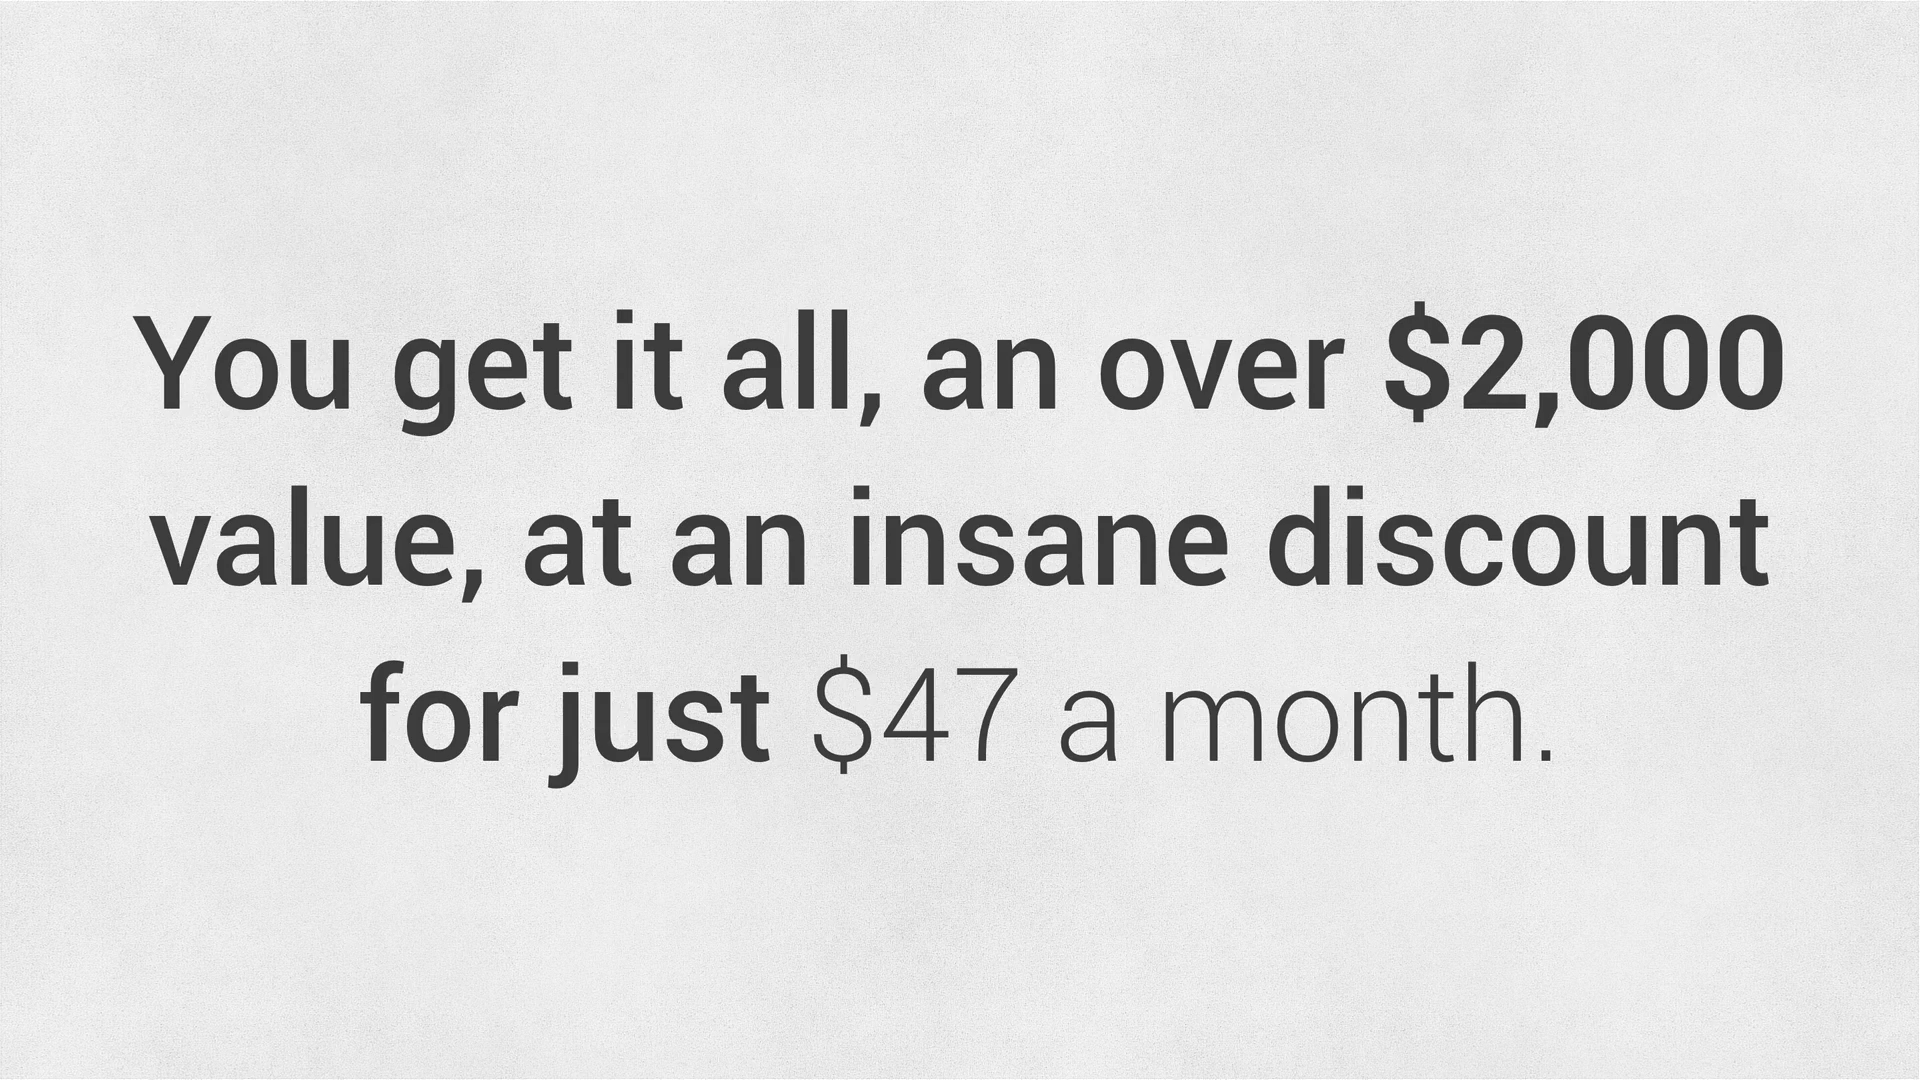 You get it all, an over $2,000
value, at an insane discount
for just $47 a month.